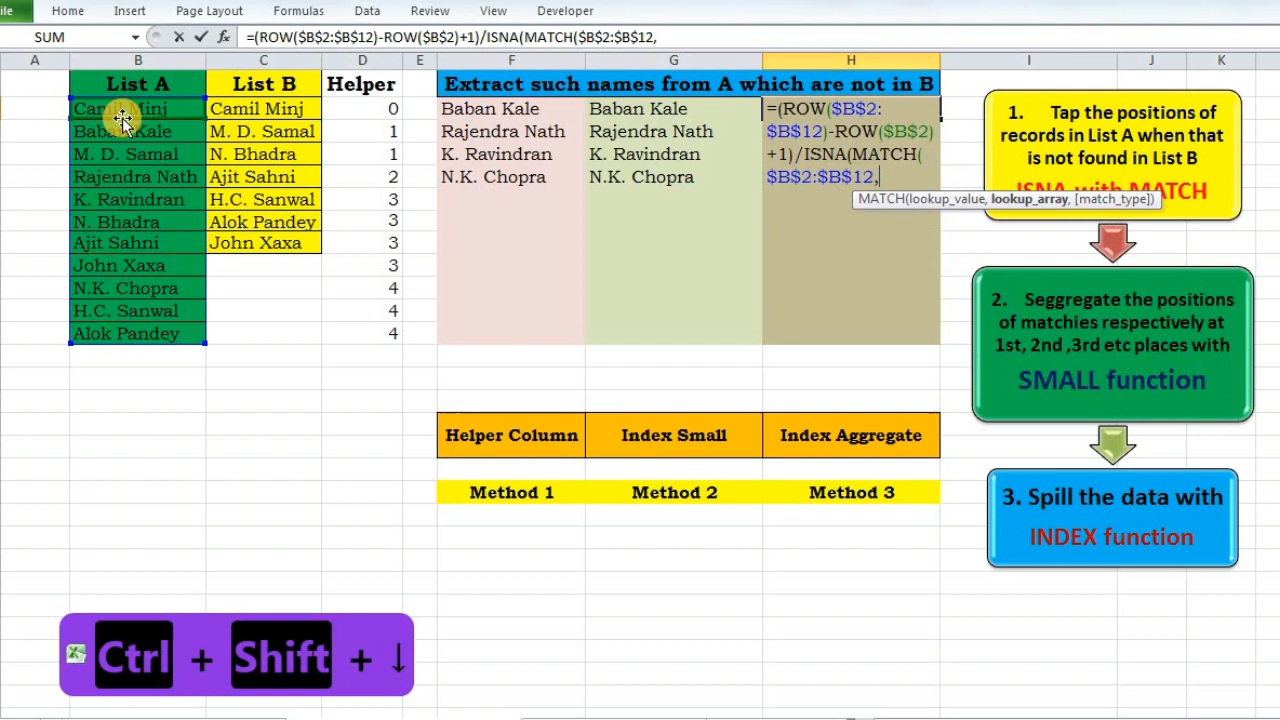 ile Home Insert Page Layout Formulas Data Review View Developer
SUM =(ROW($B$2:$B$12)-ROW($B$2)+1)/ISNA(MATCH($B$2:$B$12,
A B C D E F G H I J K
List A List B Helper Extract such names from A which are not in B
Camil Minj Camil Minj 0 Baban Kale Baban Kale =(ROW($B$2:
Baban Kale M. D. Samal 1 Rajendra Nath Rajendra Nath $B$12)-ROW($B$2)
M. D. Samal N. Bhadra 1 K. Ravindran K. Ravindran +1)/ISNA(MATCH(
Rajendra Nath Ajit Sahni 2 N.K. Chopra N.K. Chopra $B$2:$B$12,
K. Ravindran H.C. Sanwal 3 MATCH(lookup_value, lookup_array, [match_type])
N. Bhadra Alok Pandey 3
Ajit Sahni John Xaxa 3
John Xaxa 3
N.K. Chopra 4
H.C. Sanwal 4
Alok Pandey 4
1. Tap the positions
of records in List A when that
is not found in List B
ISNA with MATCH
2. Seggregate the positions
of matchies respectively at
1st, 2nd ,3rd etc places with
SMALL function
3. Spill the data with
INDEX function
Helper Column Index Small Index Aggregate
Method 1 Method 2 Method 3
Ctrl + Shift + ↓